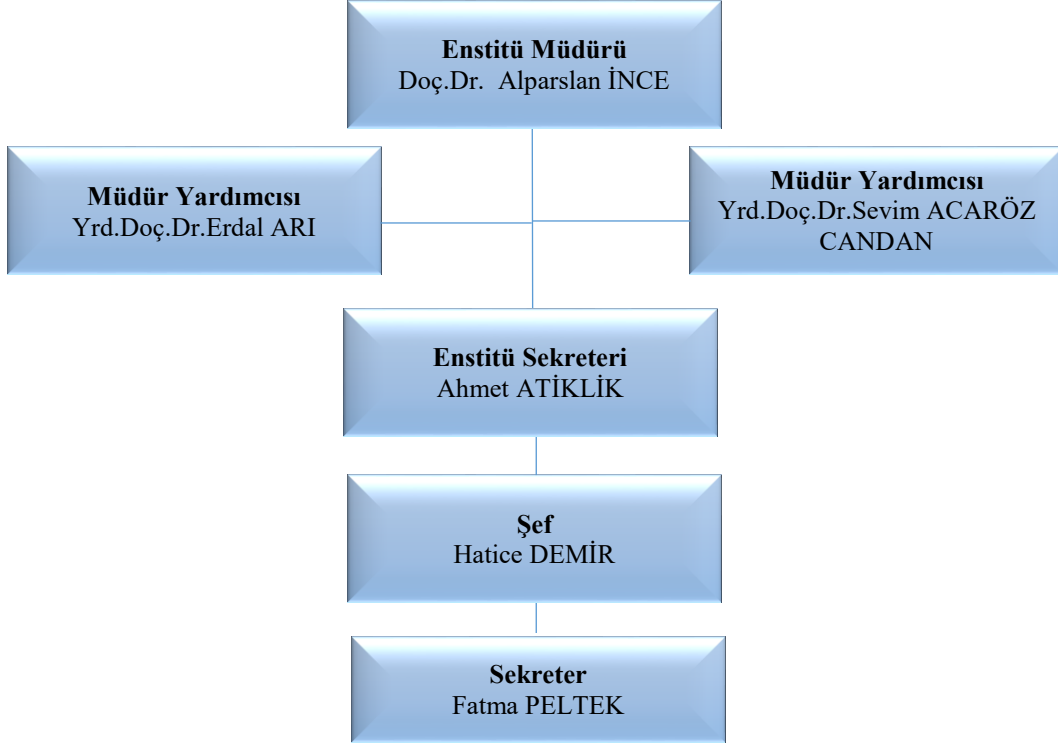 Enstitü Müdürü
Doç.Dr.  Alparslan İNCE
Müdür Yardımcısı
Yrd.Doç.Dr.Erdal ARI
Müdür Yardımcısı
Yrd.Doç.Dr.Sevim ACARÖZ
CANDAN
Enstitü Sekreteri
Ahmet ATİKLİK
Şef
Hatice DEMİR
Sekreter
Fatma PELTEK